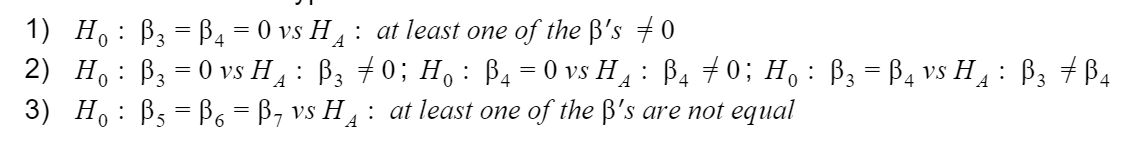 1) H₀ : β₃ = β₄ = 0 vs H_A : at least one of the β's ≠ 0
2) H₀ : β₃ = 0 vs H_A : β₃ ≠ 0; H₀ : β₄ = 0 vs H_A : β₄ ≠ 0; H₀ : β₃ = β₄ vs H_A : β₃ ≠ β₄
3) H₀ : β₅ = β₆ = β₇ vs H_A : at least one of the β's are not equal